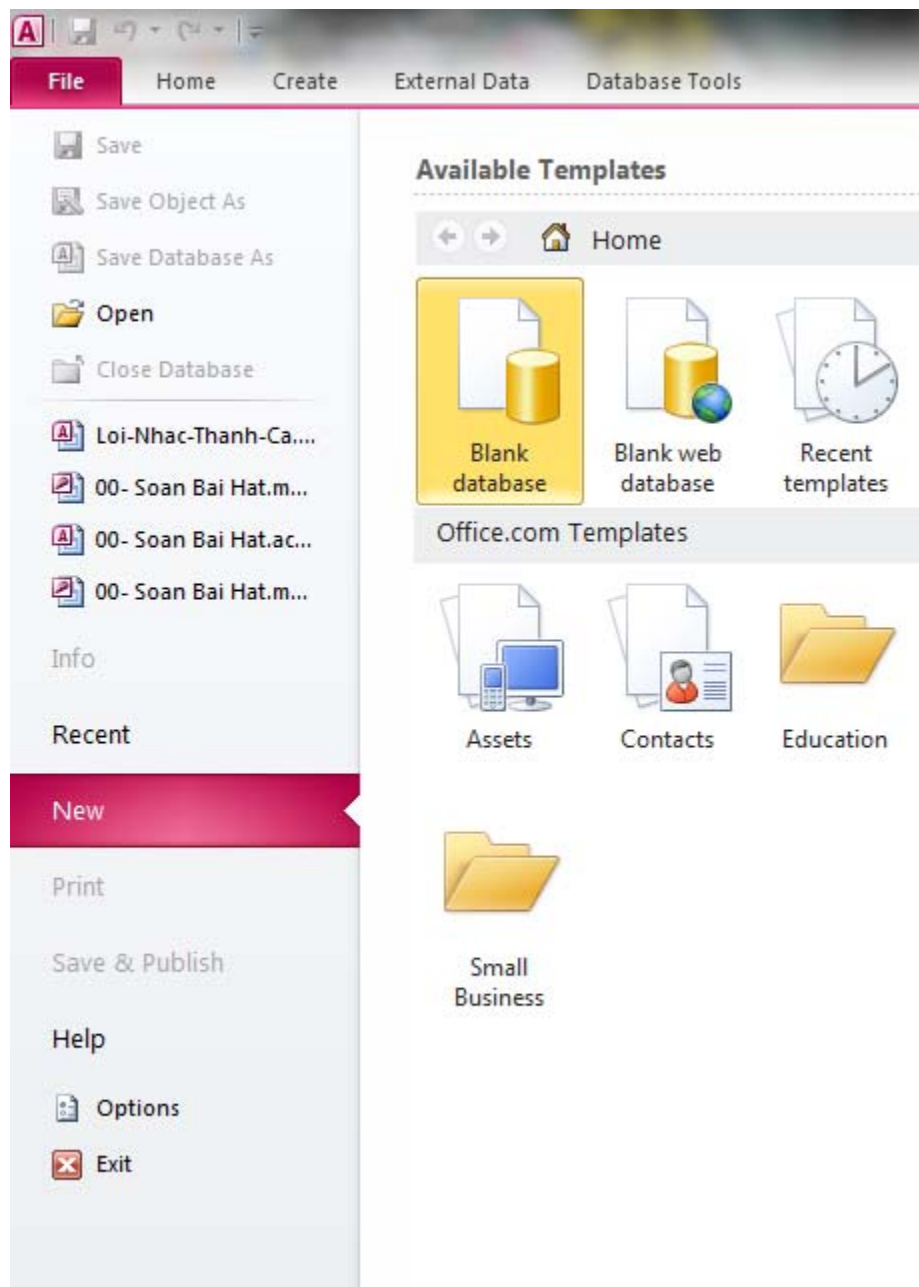 A
File Home Create External Data Database Tools
Save
Save Object As
Save Database As
Open
Close Database
Loi-Nhac-Thanh-Ca....
00- Soan Bai Hat.m...
00- Soan Bai Hat.ac...
00- Soan Bai Hat.m...
Info
Recent
New
Print
Save & Publish
Help
Options
Exit
Available Templates
Home
Blank
database
Blank web
database
Recent
templates
Office.com Templates
Assets
Contacts
Education
Small
Business